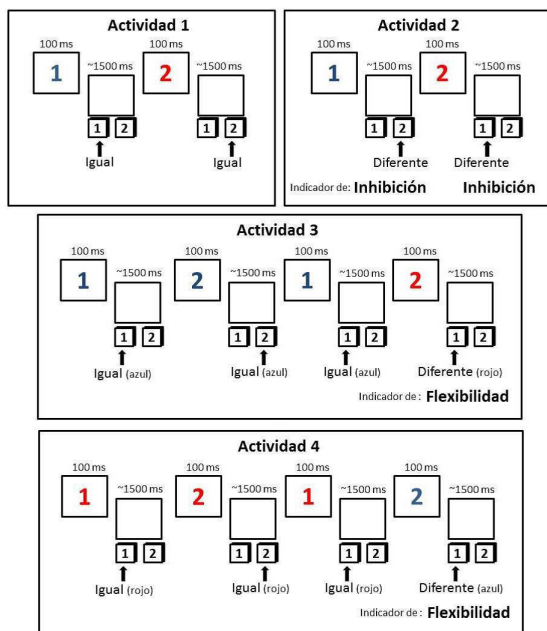 Actividad 1
100 ms ~1500 ms 100 ms ~1500 ms
1 2
1 2 1 2
Igual Igual
Actividad 2
100 ms ~1500 ms 100 ms ~1500 ms
1 2
1 2 1 2
Diferente Diferente
Indicador de: Inhibición Inhibición
Actividad 3
100 ms ~1500 ms 100 ms ~1500 ms 100 ms ~1500 ms 100 ms ~1500 ms
1 2 1 2
1 2 1 2 1 2 1 2
Igual (azul) Igual (azul) Igual (azul) Diferente (rojo)
Indicador de : Flexibilidad
Actividad 4
100 ms ~1500 ms 100 ms ~1500 ms 100 ms ~1500 ms 100 ms ~1500 ms
1 2 1 2
1 2 1 2 1 2 1 2
Igual (rojo) Igual (rojo) Igual (rojo) Diferente (azul)
Indicador de : Flexibilidad